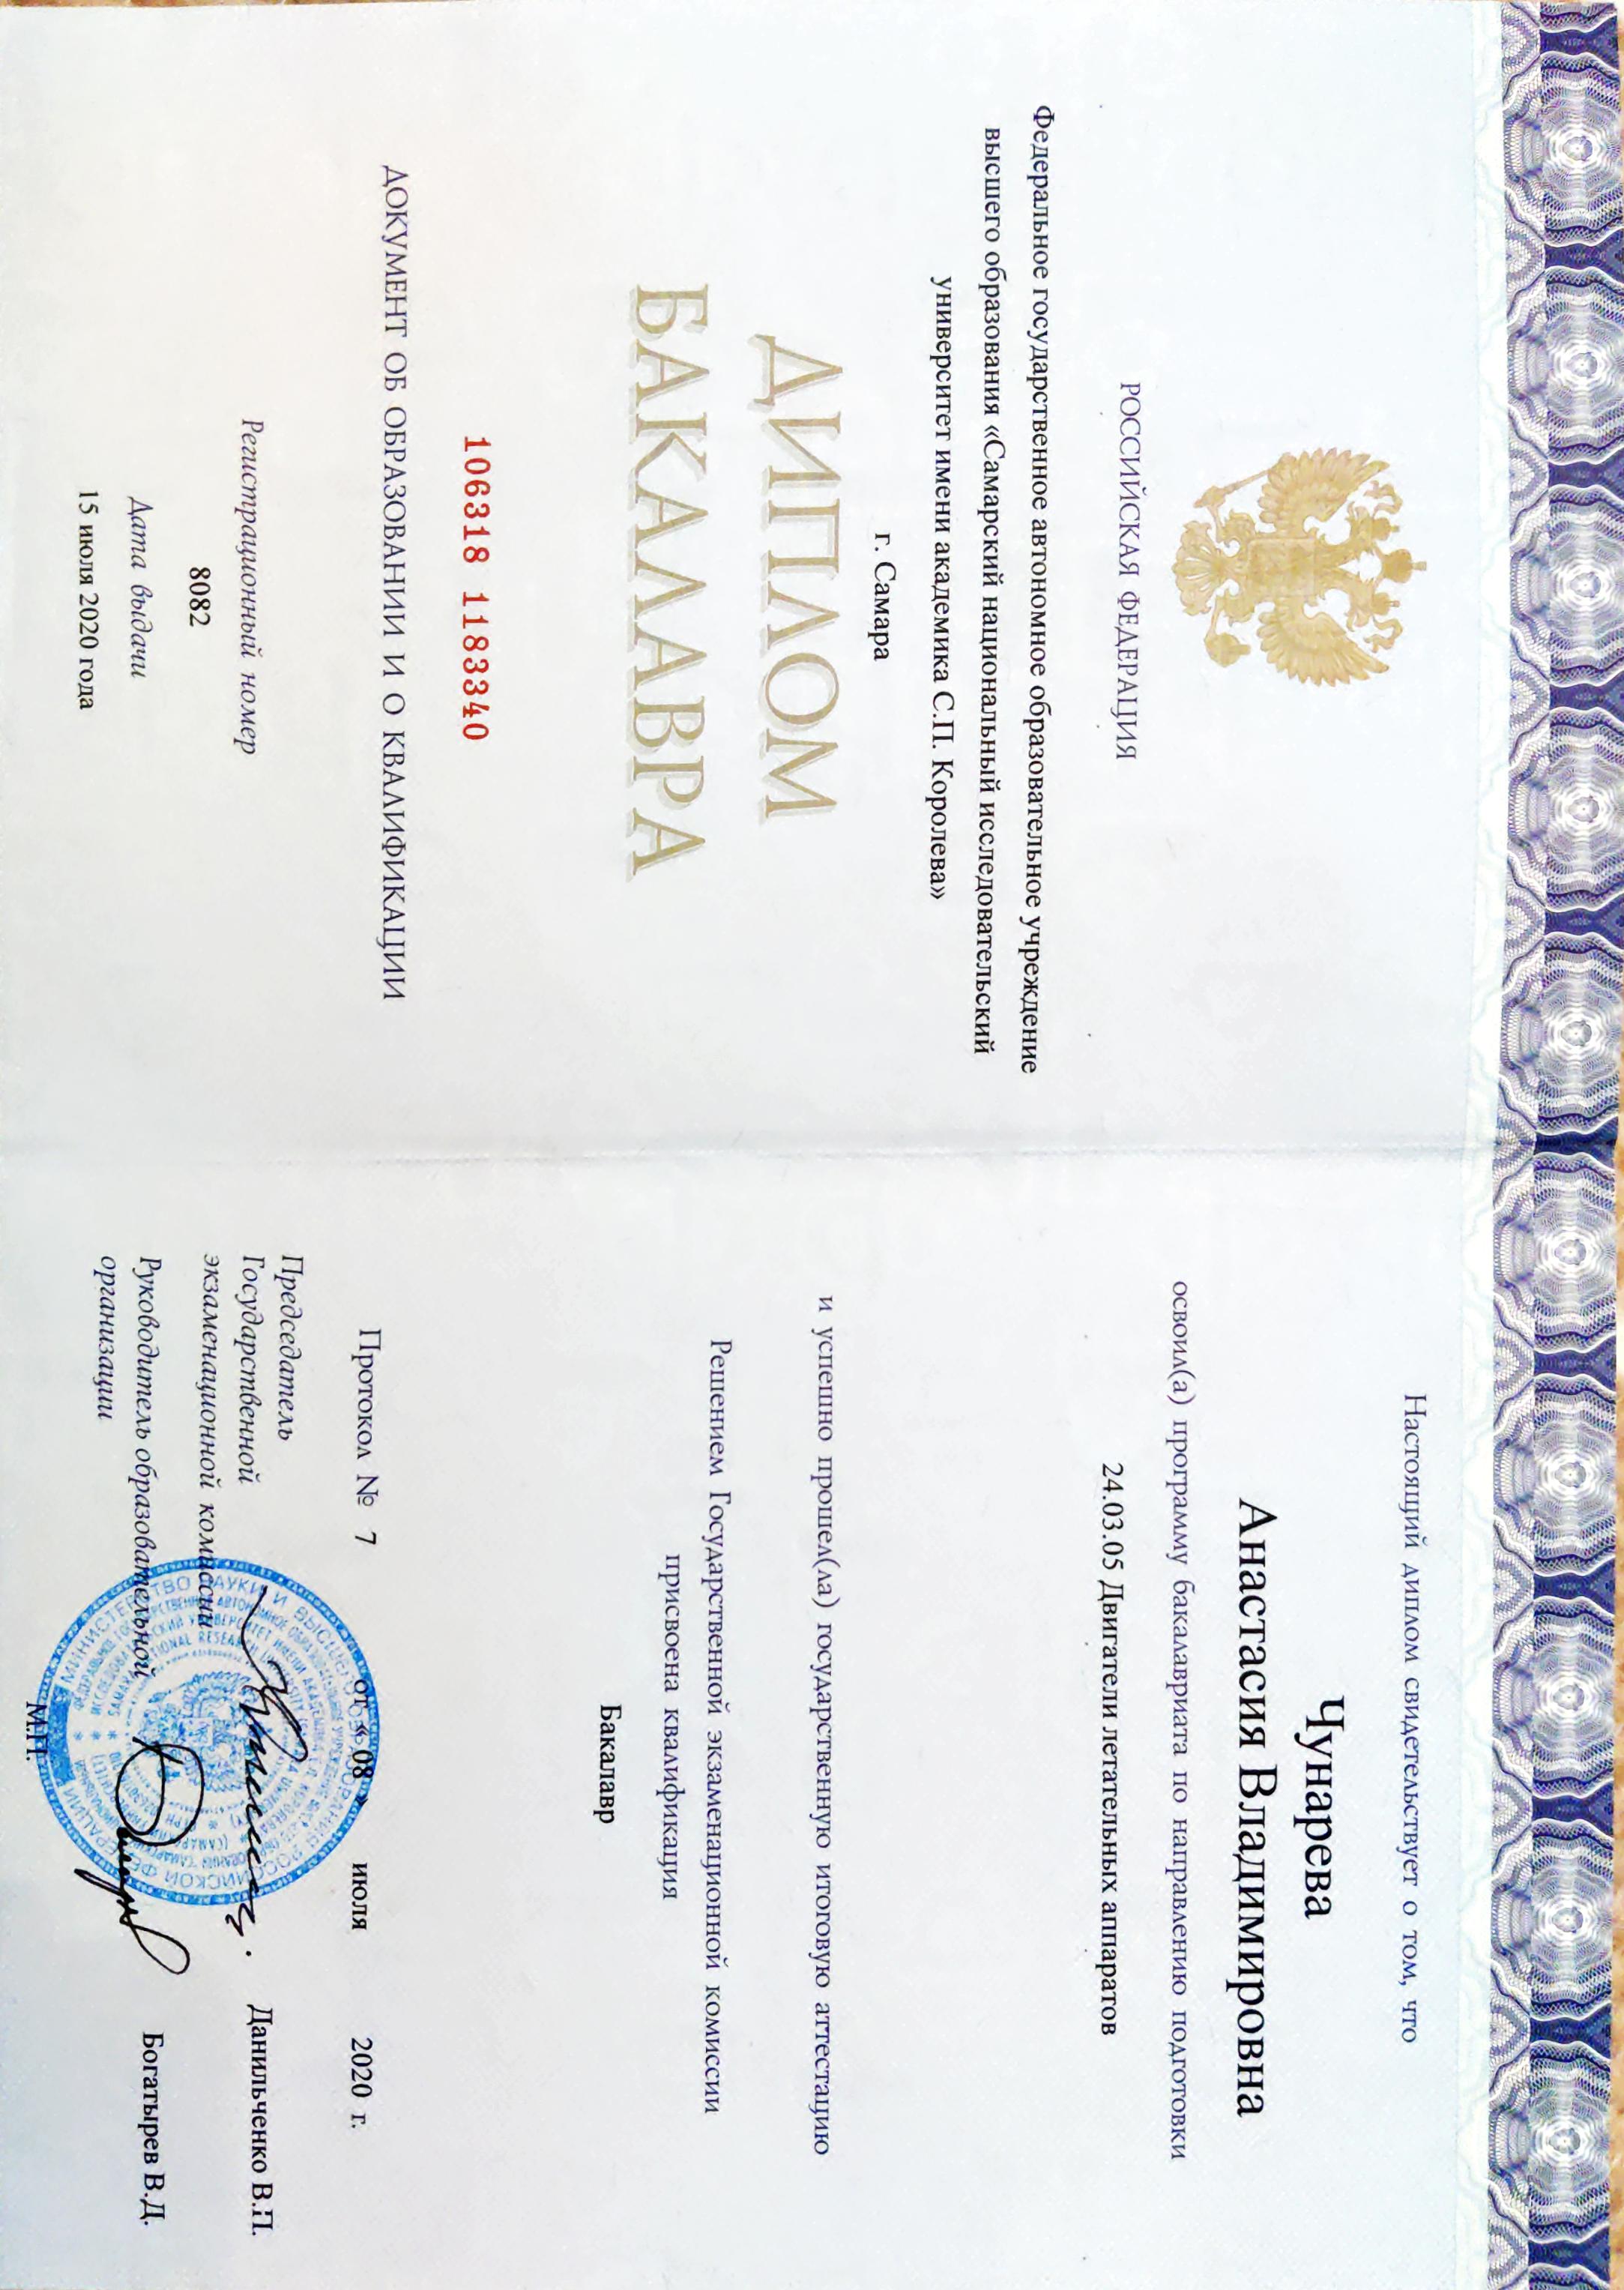 РОССИЙСКАЯ ФЕДЕРАЦИЯ
Федеральное государственное автономное образовательное учреждение
высшего образования «Самарский национальный исследовательский
университет имени академика С.П. Королева»
г. Самара
ДИПЛОМ
БАКАЛАВРА
106318 1183340
ДОКУМЕНТ ОБ ОБРАЗОВАНИИ И О КВАЛИФИКАЦИИ
Регистрационный номер
8082
Дата выдачи
15 июля 2020 года
Настоящий диплом свидетельствует о том, что
Чунарева
Анастасия Владимировна
освоил(а) программу бакалавриата по направлению подготовки
24.03.05 Двигатели летательных аппаратов
и успешно прошел(ла) государственную итоговую аттестацию
Решением Государственной экзаменационной комиссии
присвоена квалификация
Бакалавр
Протокол № 7 от « 08 » июля 2020 г.
Председатель
Государственной
экзаменационной комиссии
Данильченко В.П.
Руководитель образовательной
организации
Богатырев В.Д.
М.П.